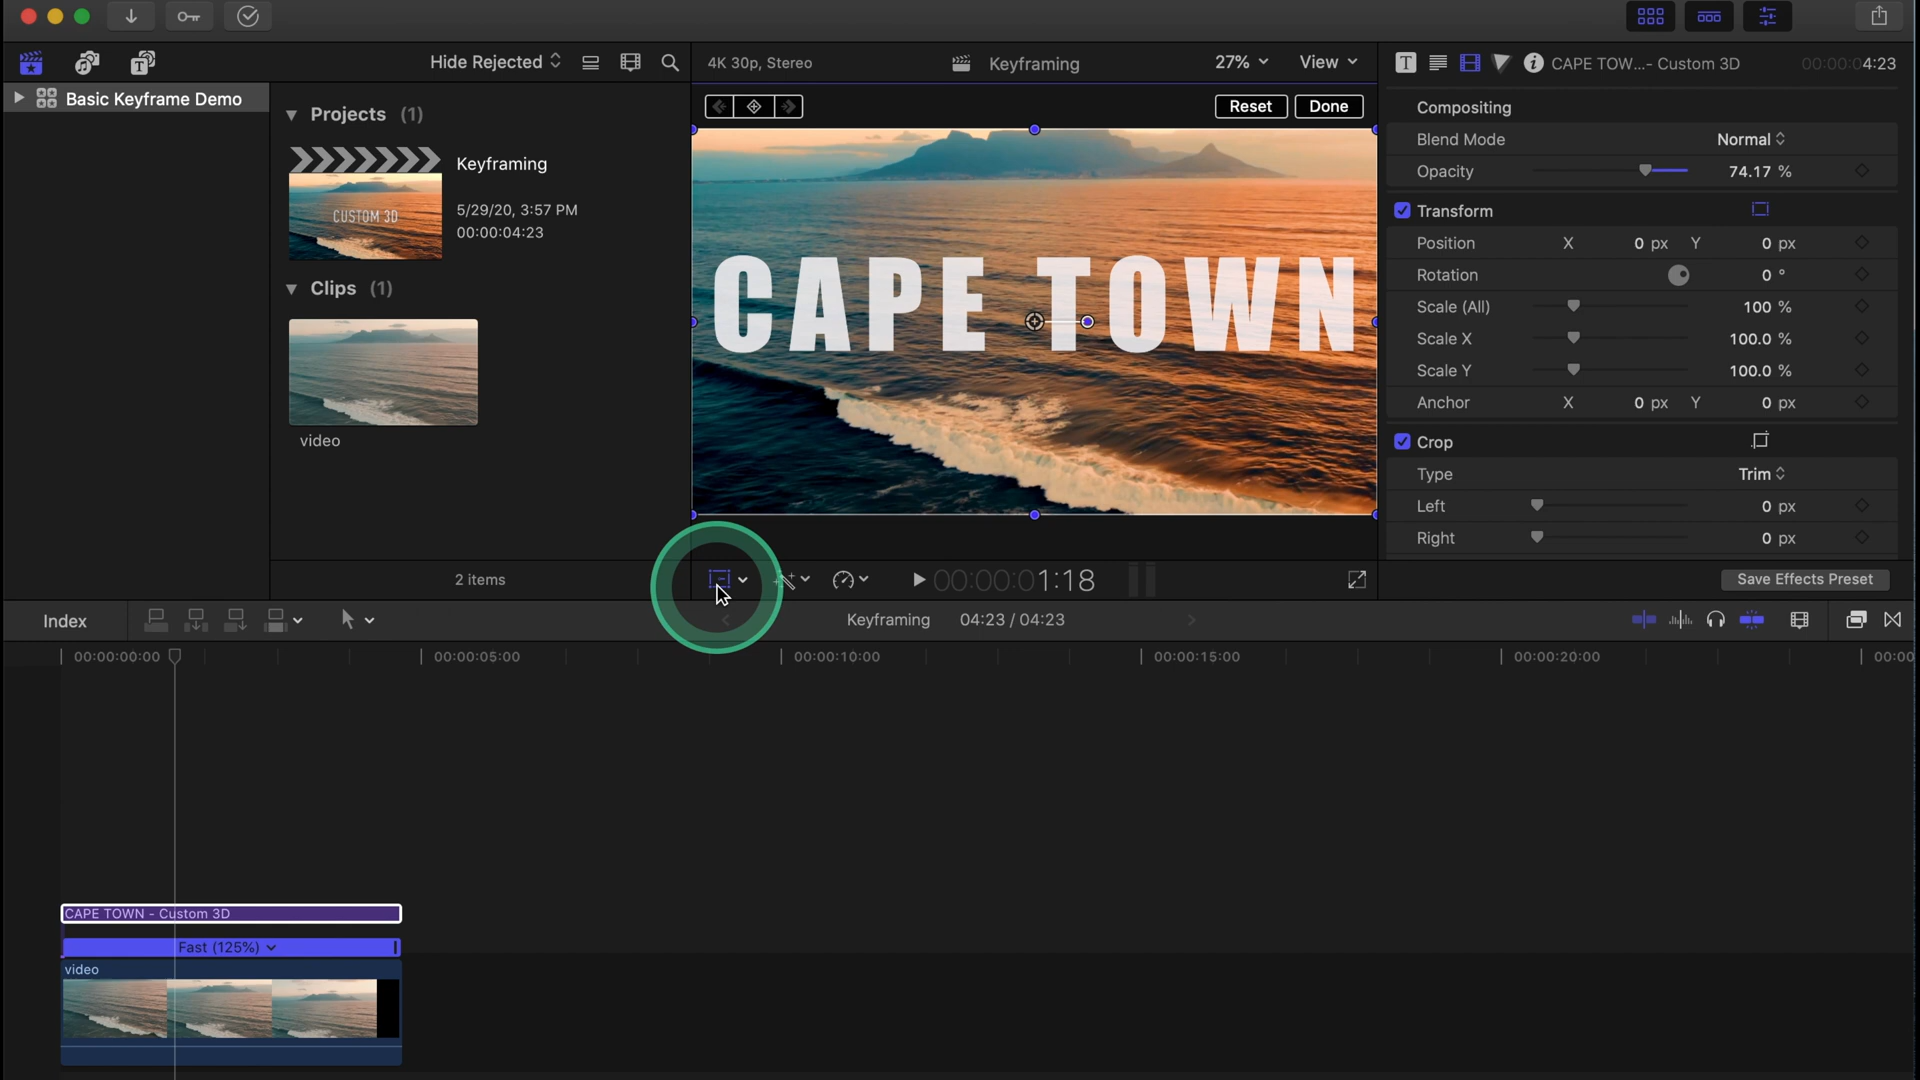 Hide Rejected
4K 30p, Stereo
Keyframing
27%
View
T
CAPE TOW...- Custom 3D
00:00:04:23
Basic Keyframe Demo
Projects (1)
Keyframing
5/29/20, 3:57 PM
00:00:04:23
CUSTOM 3D
Clips (1)
video
2 items
Reset
Done
CAPE TOWN
00:00:01:18
Compositing
Blend Mode Normal
Opacity 74.17 %
Transform
Position X 0 px Y 0 px
Rotation 0 °
Scale (All) 100 %
Scale X 100.0 %
Scale Y 100.0 %
Anchor X 0 px Y 0 px
Crop
Type Trim
Left 0 px
Right 0 px
Save Effects Preset
Index
Keyframing 04:23 / 04:23
00:00:00:00 00:00:05:00 00:00:10:00 00:00:15:00 00:00:20:00 00:00
CAPE TOWN - Custom 3D
Fast (125%)
video